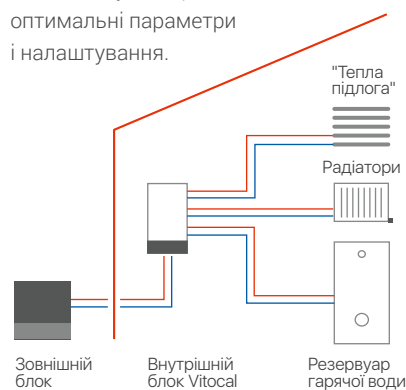 оптимальні параметри
і налаштування.
"Тепла
підлога"
Радіатори
Зовнішній
блок
Внутрішній
блок Vitocal
Резервуар
гарячої води